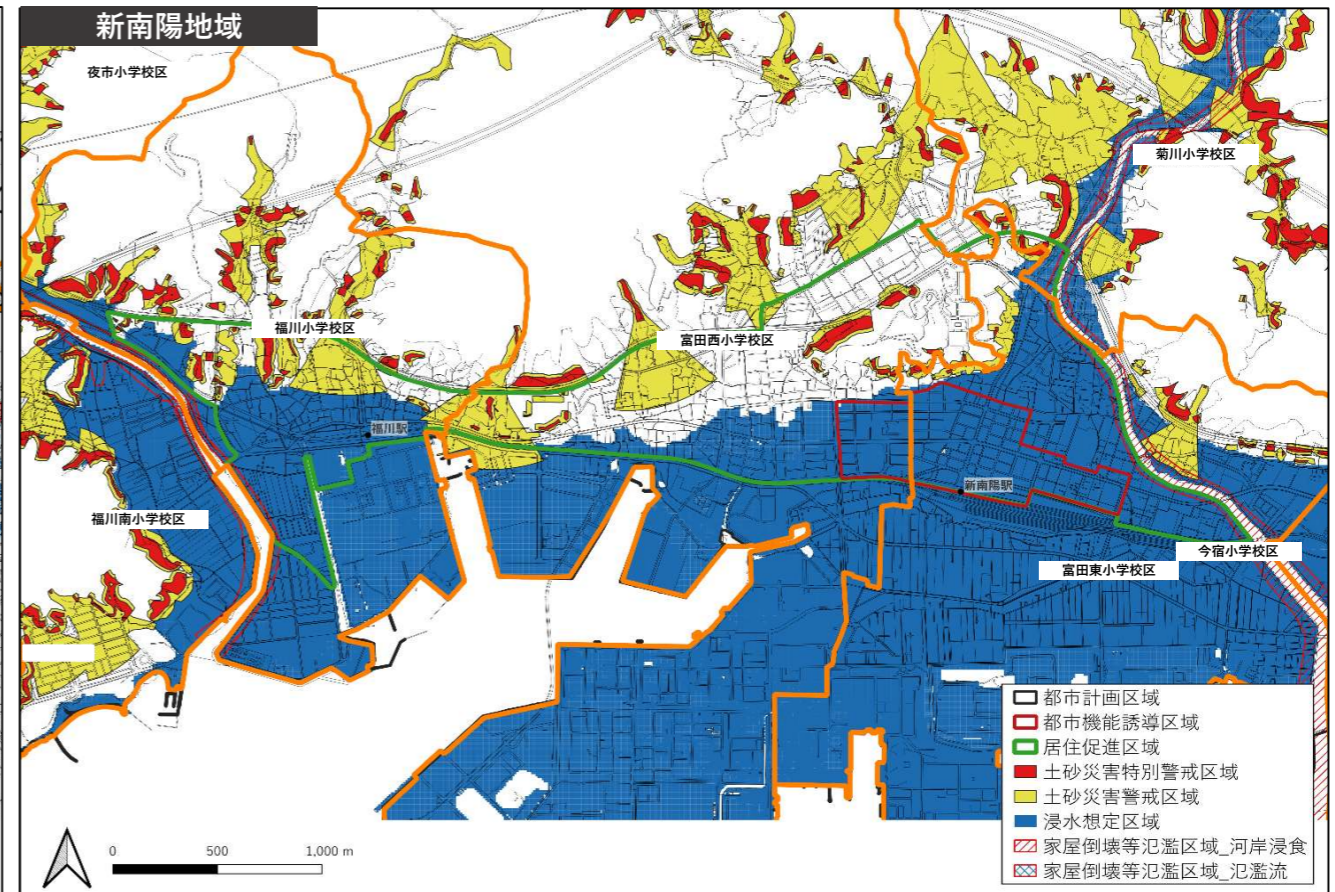 新南陽地域
夜市小学校区
菊川小学校区
福川小学校区
富田西小学校区
福川駅
新南陽駅
福川南小学校区
今宿小学校区
富田東小学校区
都市計画区域
都市機能誘導区域
居住促進区域
土砂災害特別警戒区域
土砂災害警戒区域
浸水想定区域
家屋倒壊等氾濫区域_河岸浸食
家屋倒壊等氾濫区域_氾濫流
0 500 1,000 m